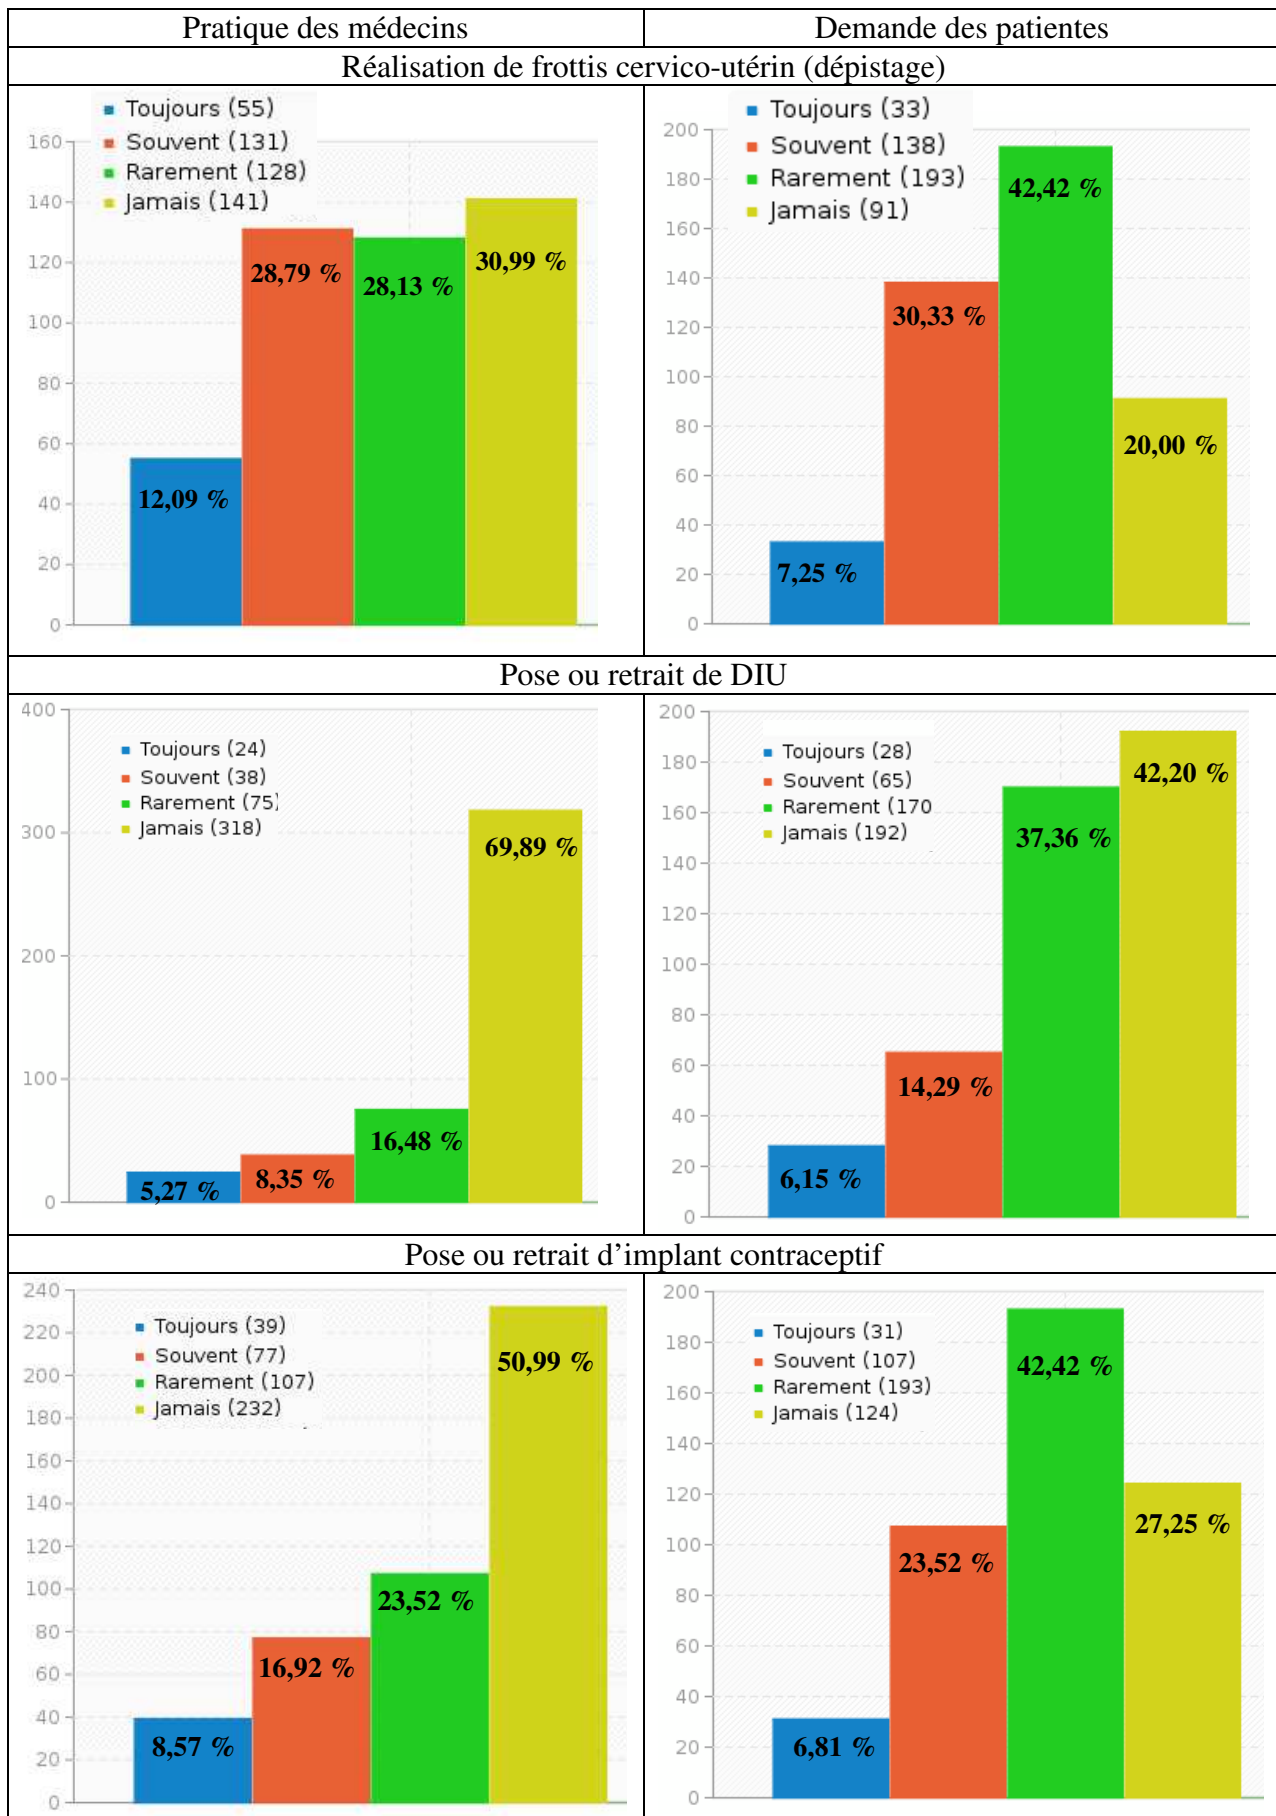 Pratique des médecins
Demande des patientes
Réalisation de frottis cervico-utérin (dépistage)
Toujours (55)
Souvent (131)
Rarement (128)
Jamais (141)
160
140
120
100
80
60
40
20
0
12,09 %
28,79 %
28,13 %
30,99 %
Toujours (33)
Souvent (138)
Rarement (193)
Jamais (91)
200
180
160
140
120
100
80
60
40
20
0
7,25 %
30,33 %
42,42 %
20,00 %
Pose ou retrait de DIU
Toujours (24)
Souvent (38)
Rarement (75)
Jamais (318)
400
300
200
100
0
5,27 %
8,35 %
16,48 %
69,89 %
Toujours (28)
Souvent (65)
Rarement (170
Jamais (192)
200
180
160
140
120
100
80
60
40
20
0
6,15 %
14,29 %
37,36 %
42,20 %
Pose ou retrait d’implant contraceptif
Toujours (39)
Souvent (77)
Rarement (107)
Jamais (232)
240
220
200
180
160
140
120
100
80
60
40
20
0
8,57 %
16,92 %
23,52 %
50,99 %
Toujours (31)
Souvent (107)
Rarement (193)
Jamais (124)
200
180
160
140
120
100
80
60
40
20
0
6,81 %
23,52 %
42,42 %
27,25 %